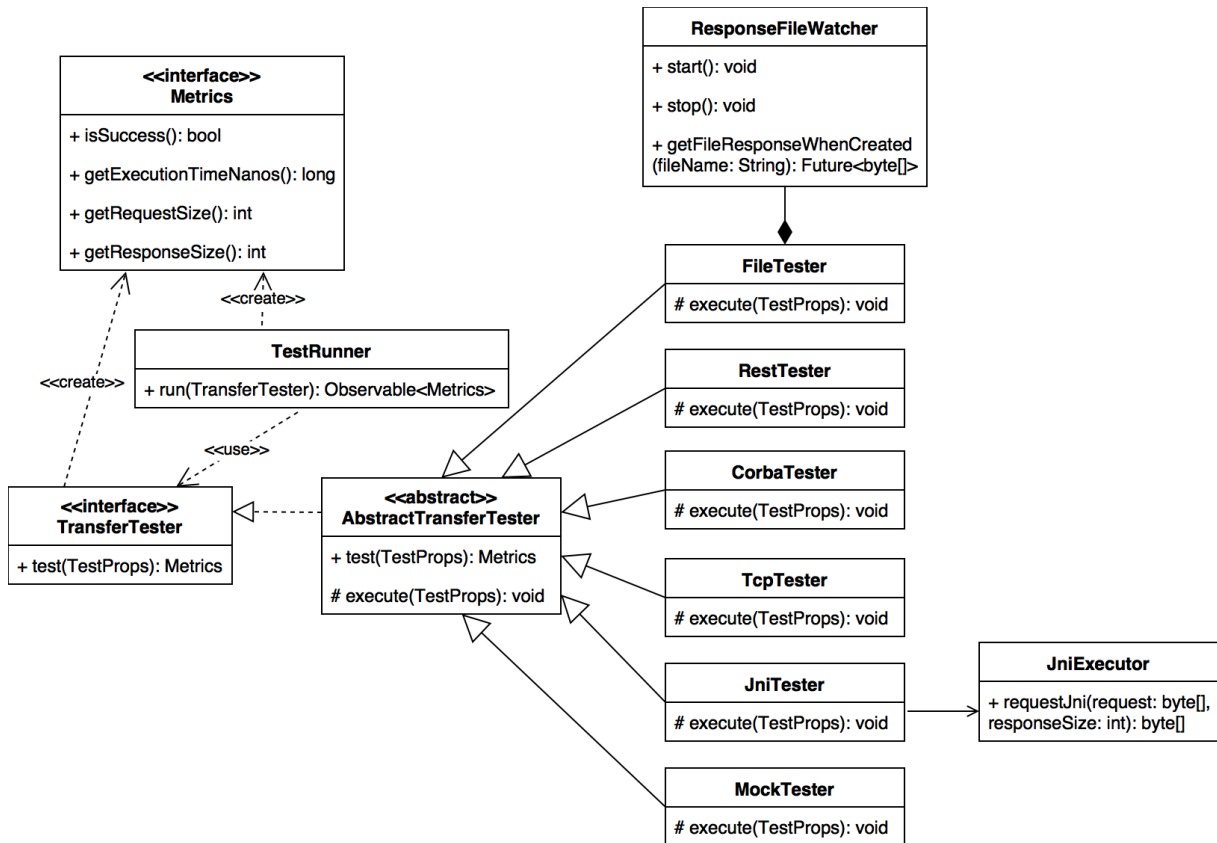 ResponseFileWatcher
+ start(): void
+ stop(): void
+ getFileResponseWhenCreated
(fileName: String): Future<byte[]>
<<interface>>
Metrics
+ isSuccess(): bool
+ getExecutionTimeNanos(): long
+ getRequestSize(): int
+ getResponseSize(): int
<<create>>
TestRunner
+ run(TransferTester): Observable<Metrics>
<<create>>
<<use>>
<<interface>>
TransferTester
+ test(TestProps): Metrics
<<abstract>>
AbstractTransferTester
+ test(TestProps): Metrics
# execute(TestProps): void
FileTester
# execute(TestProps): void
RestTester
# execute(TestProps): void
CorbaTester
# execute(TestProps): void
TcpTester
# execute(TestProps): void
JniTester
# execute(TestProps): void
JniExecutor
+ requestJni(request: byte[],
responseSize: int): byte[]
MockTester
# execute(TestProps): void